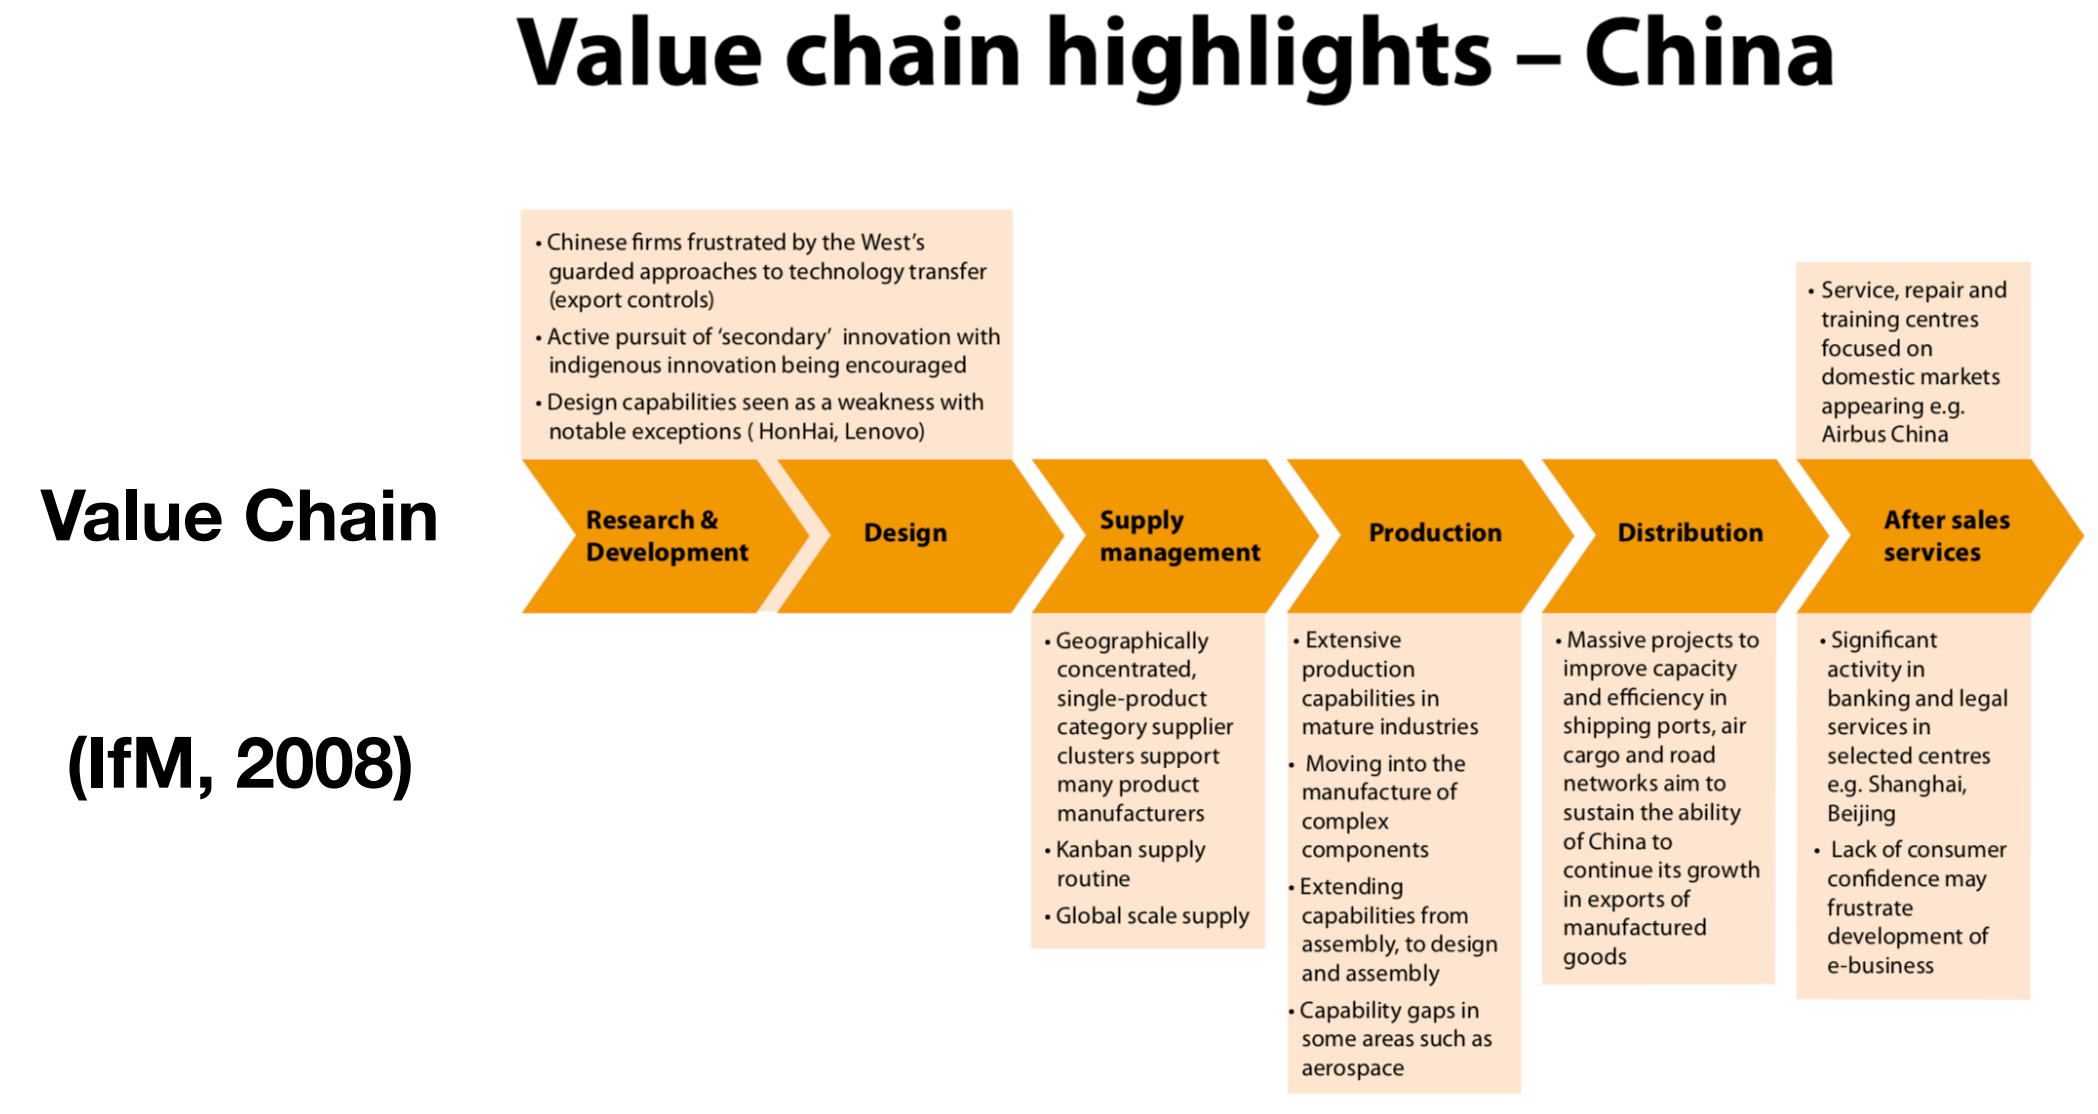 Value chain highlights – China
• Chinese firms frustrated by the West's
guarded approaches to technology transfer
(export controls)
• Active pursuit of 'secondary' innovation with
indigenous innovation being encouraged
• Design capabilities seen as a weakness with
notable exceptions ( HonHai, Lenovo)
• Service, repair and
training centres
focused on
domestic markets
appearing e.g.
Airbus China
Value Chain
Research &
Development
Design
Supply
management
Production
Distribution
After sales
services
(IfM, 2008)
• Geographically
concentrated,
single-product
category supplier
clusters support
many product
manufacturers
• Kanban supply
routine
• Global scale supply
• Extensive
production
capabilities in
mature industries
• Moving into the
manufacture of
complex
components
• Extending
capabilities from
assembly, to design
and assembly
• Capability gaps in
some areas such as
aerospace
• Massive projects to
improve capacity
and efficiency in
shipping ports, air
cargo and road
networks aim to
sustain the ability
of China to
continue its growth
in exports of
manufactured
goods
• Significant
activity in
banking and legal
services in
selected centres
e.g. Shanghai,
Beijing
• Lack of consumer
confidence may
frustrate
development of
e-business